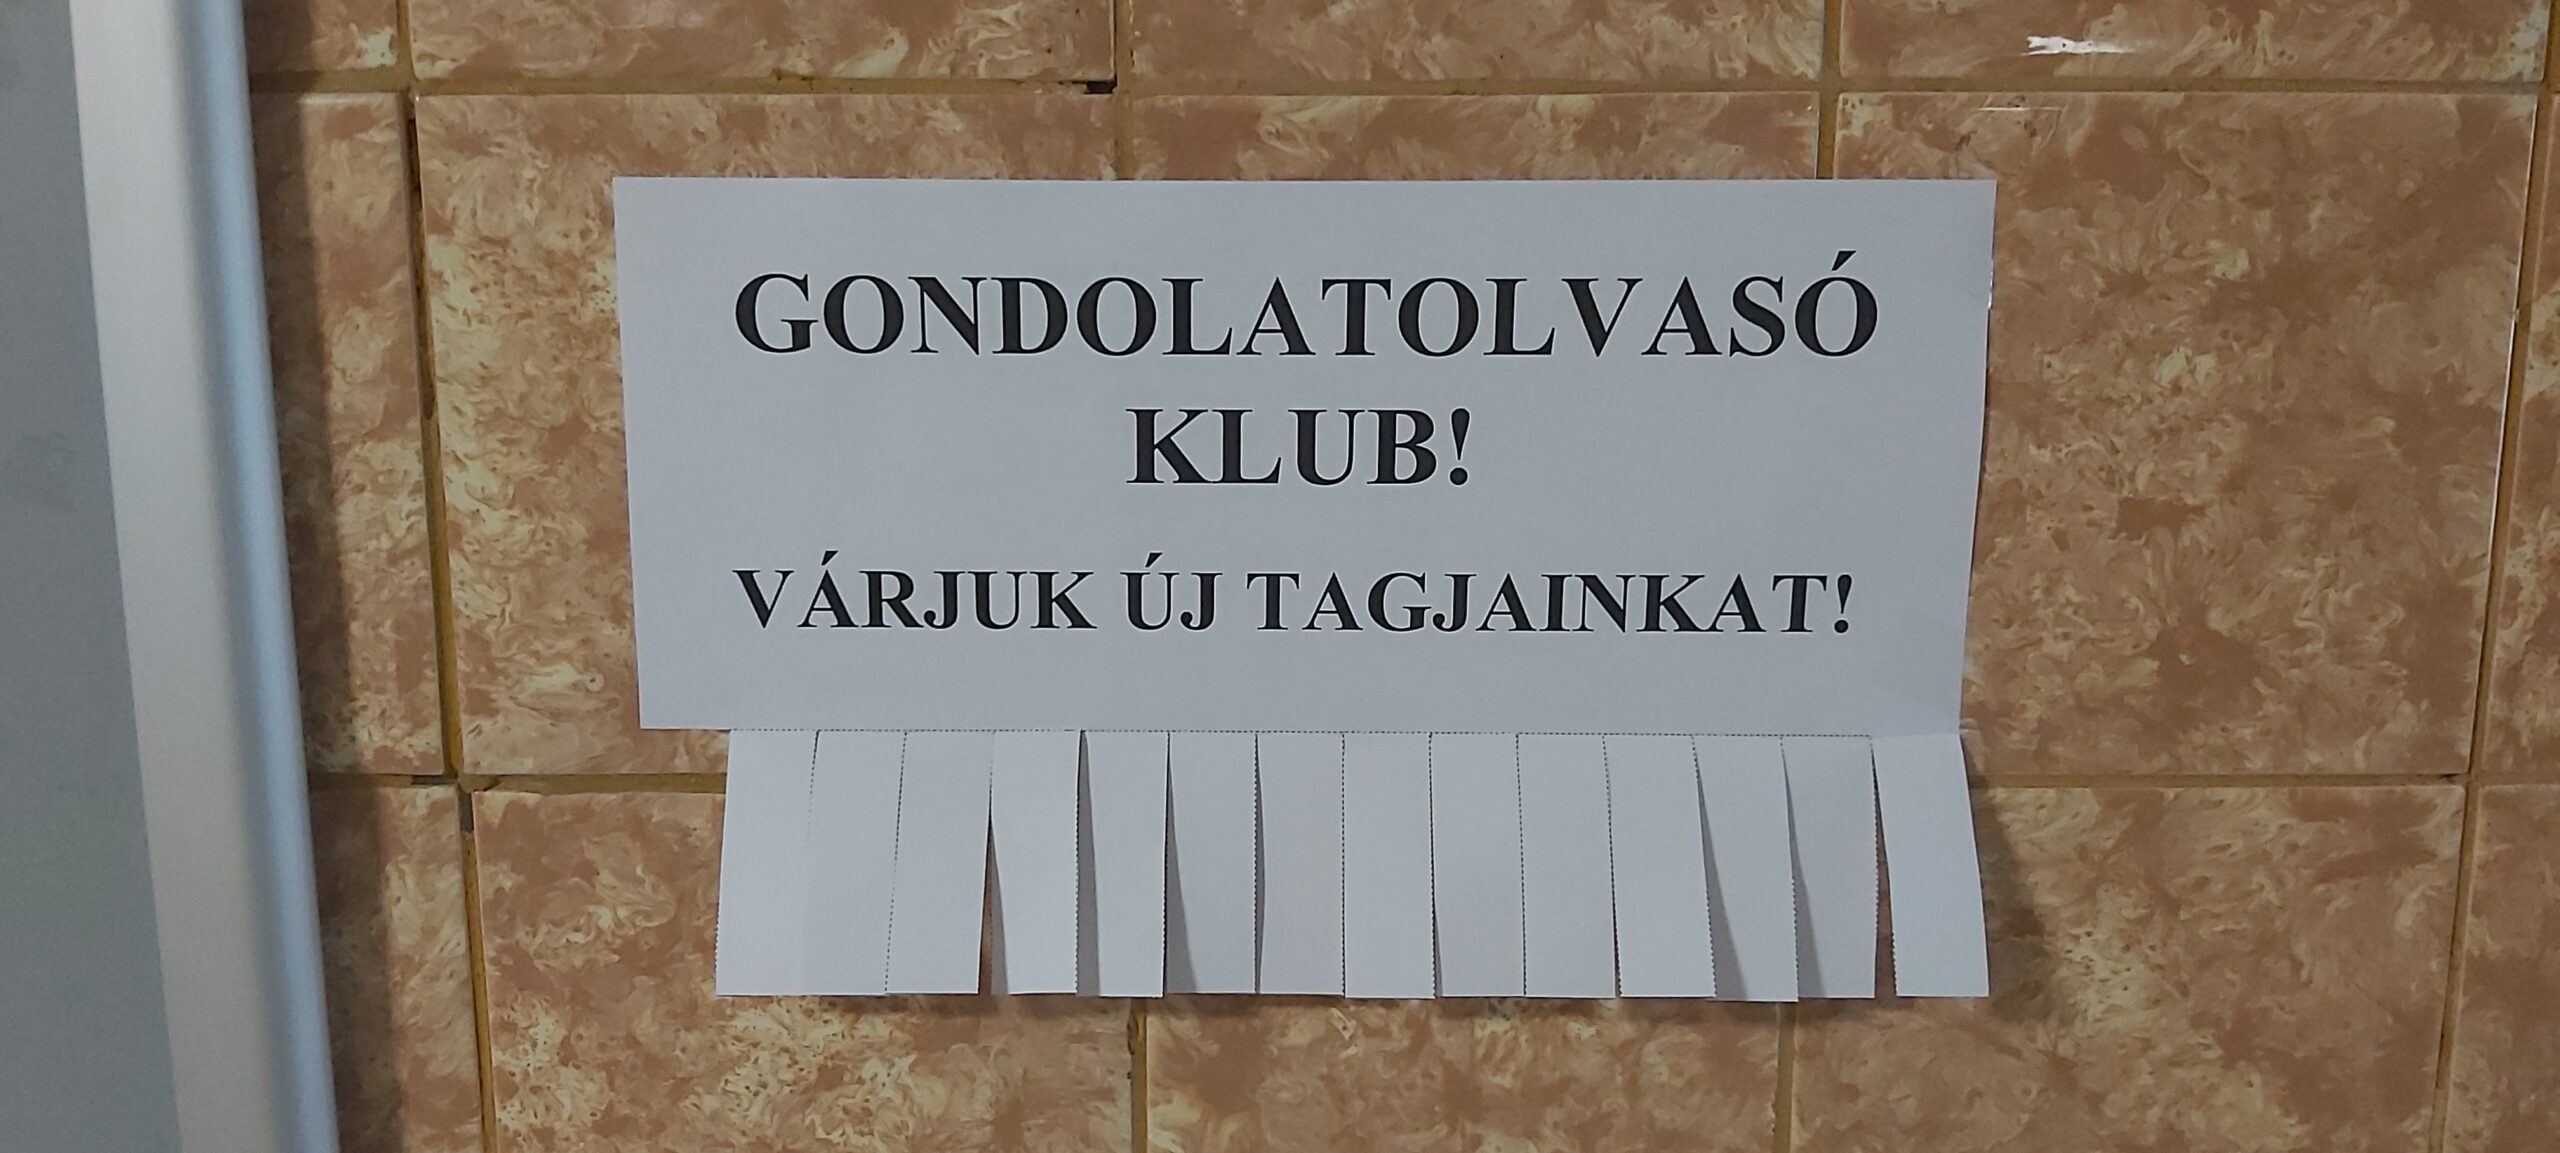 GONDOLATOLVASÓ
KLUB!
VÁRJUK ÚJ TAGJAINKAT!